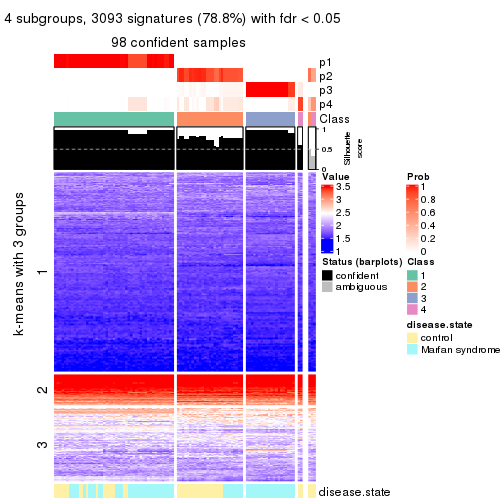 4 subgroups, 3093 signatures (78.8%) with fdr < 0.05
98 confident samples
p1
p2
p3
p4
Class
1
0.5
0
Silhouette
score
k-means with 3 groups
1
2
3
Value
3.5
3
2.5
2
1.5
1
Prob
1
0.8
0.6
0.4
0.2
0
Status (barplots)
confident
ambiguous
Class
1
2
3
4
disease.state
control
Marfan syndrome
disease.state